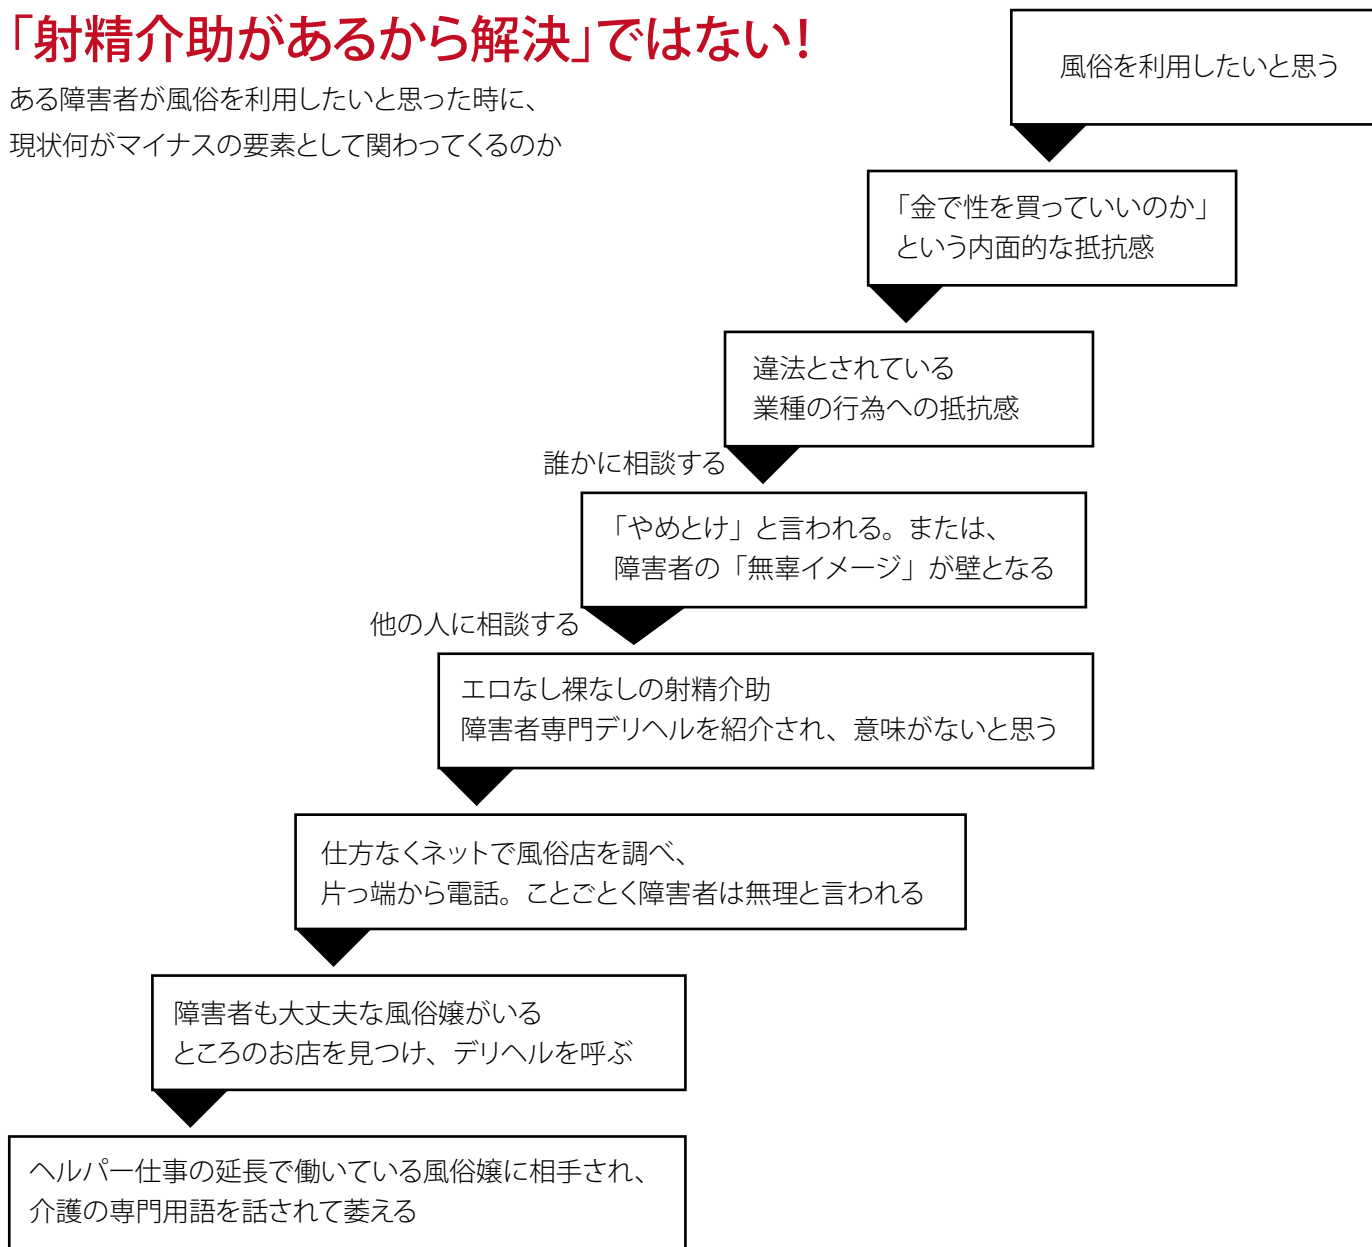 「射精介助があるから解決」ではない！
ある障害者が風俗を利用したいと思った時に、
現状何がマイナスの要素として関わってくるのか
風俗を利用したいと思う
「金で性を買っていいのか」
という内面的な抵抗感
違法とされている
業種の行為への抵抗感
誰かに相談する
「やめとけ」と言われる。または、
障害者の「無辜イメージ」が壁となる
他の人に相談する
エロなし裸なしの射精介助
障害者専門デリヘルを紹介され、意味がないと思う
仕方なくネットで風俗店を調べ、
片っ端から電話。ことごとく障害者は無理と言われる
障害者も大丈夫な風俗嬢がいる
ところのお店を見つけ、デリヘルを呼ぶ
ヘルパー仕事の延長で働いている風俗嬢に相手され、
介護の専門用語を話されて萎える